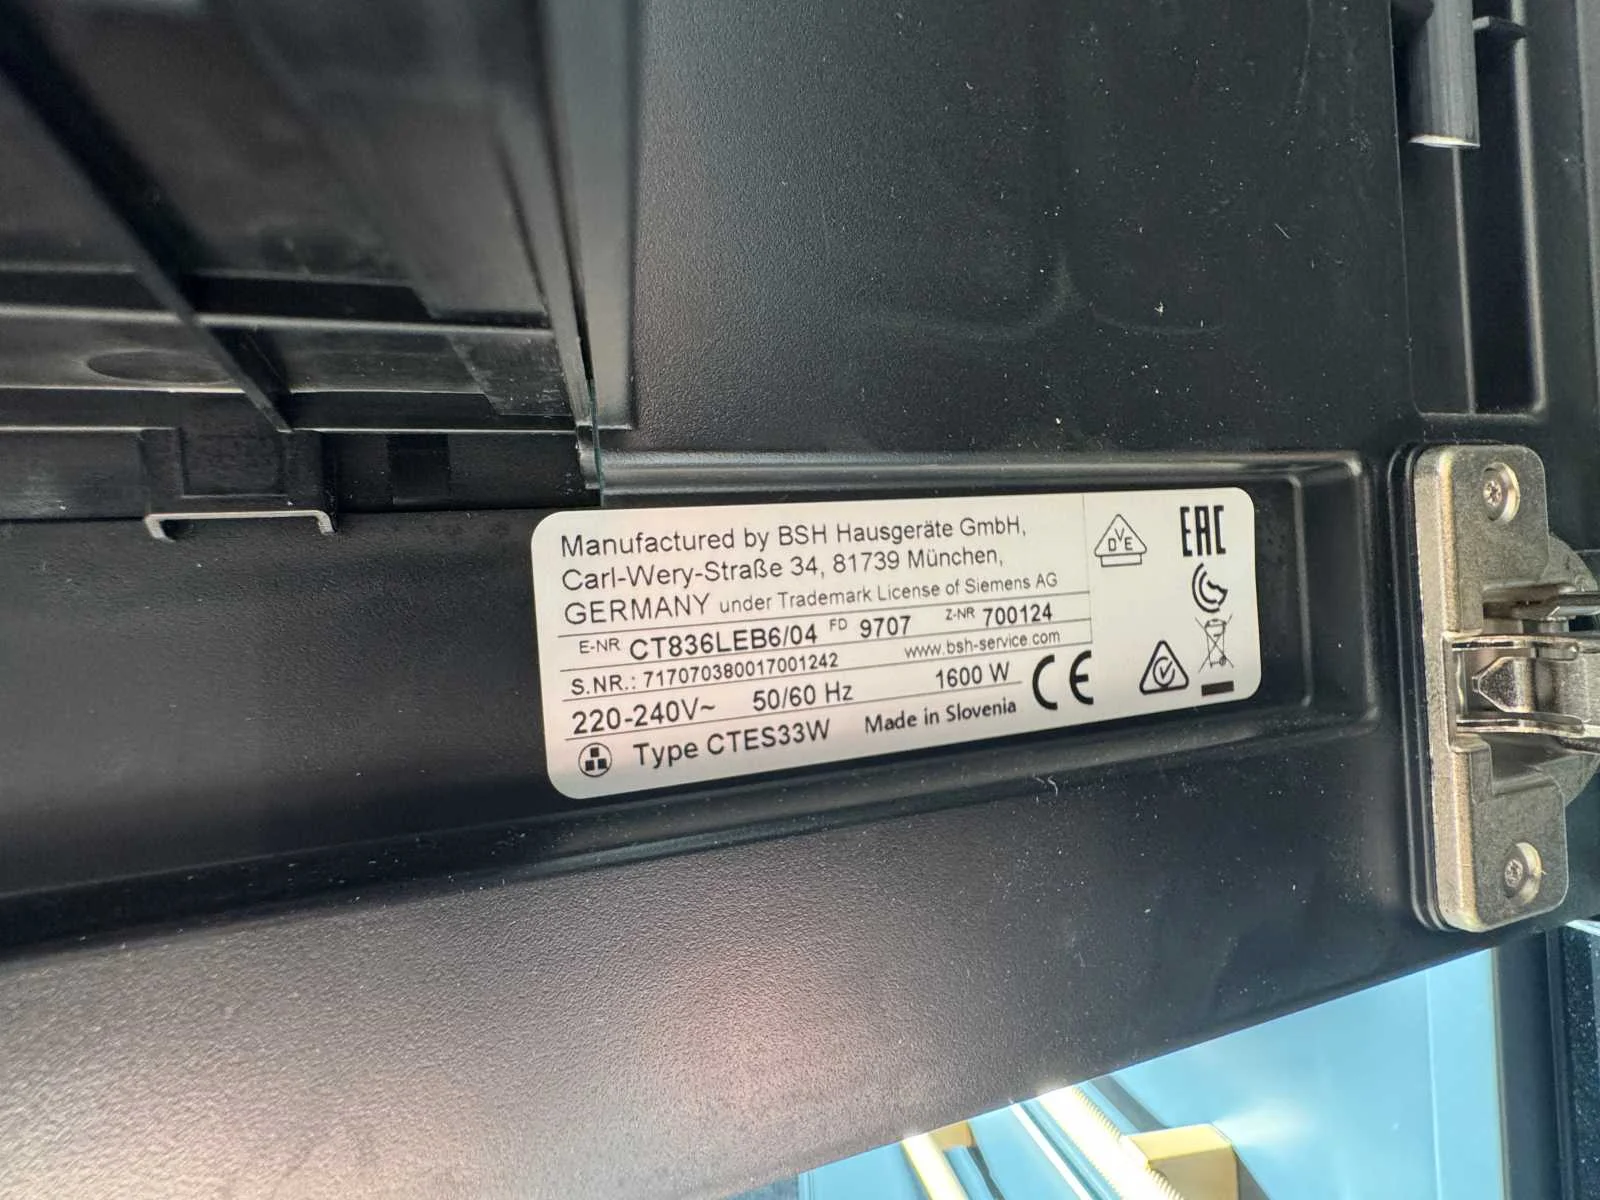 Manufactured by BSH Hausgeräte GmbH,
Carl-Wery-Straße 34, 81739 München,
GERMANY under Trademark License of Siemens AG
E-NR CT836LEB6/04 FD 9707 Z-NR 700124
S.NR.: 717070380017001242 www.bsh-service.com
220-240V~ 50/60 Hz 1600 W
Type CTES33W Made in Slovenia
CE
DVE
EAC